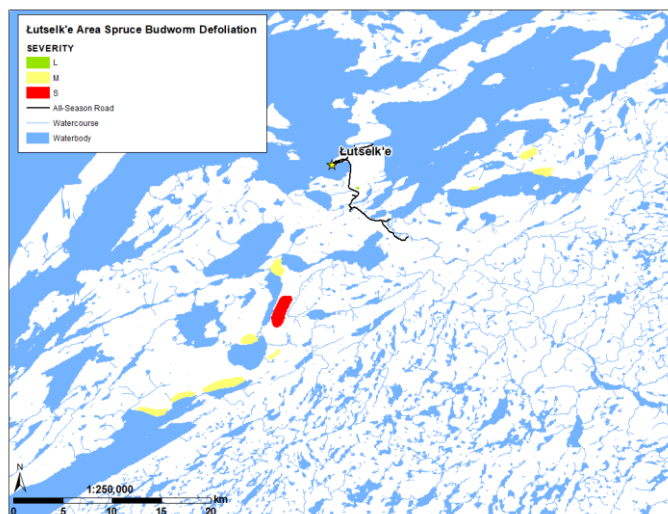 Łutselk'e Area Spruce Budworm Defoliation
SEVERITY
L
M
S
All-Season Road
Watercourse
Waterbody
Łutselk'e
N
1:250,000
km
0 5 10 15 20